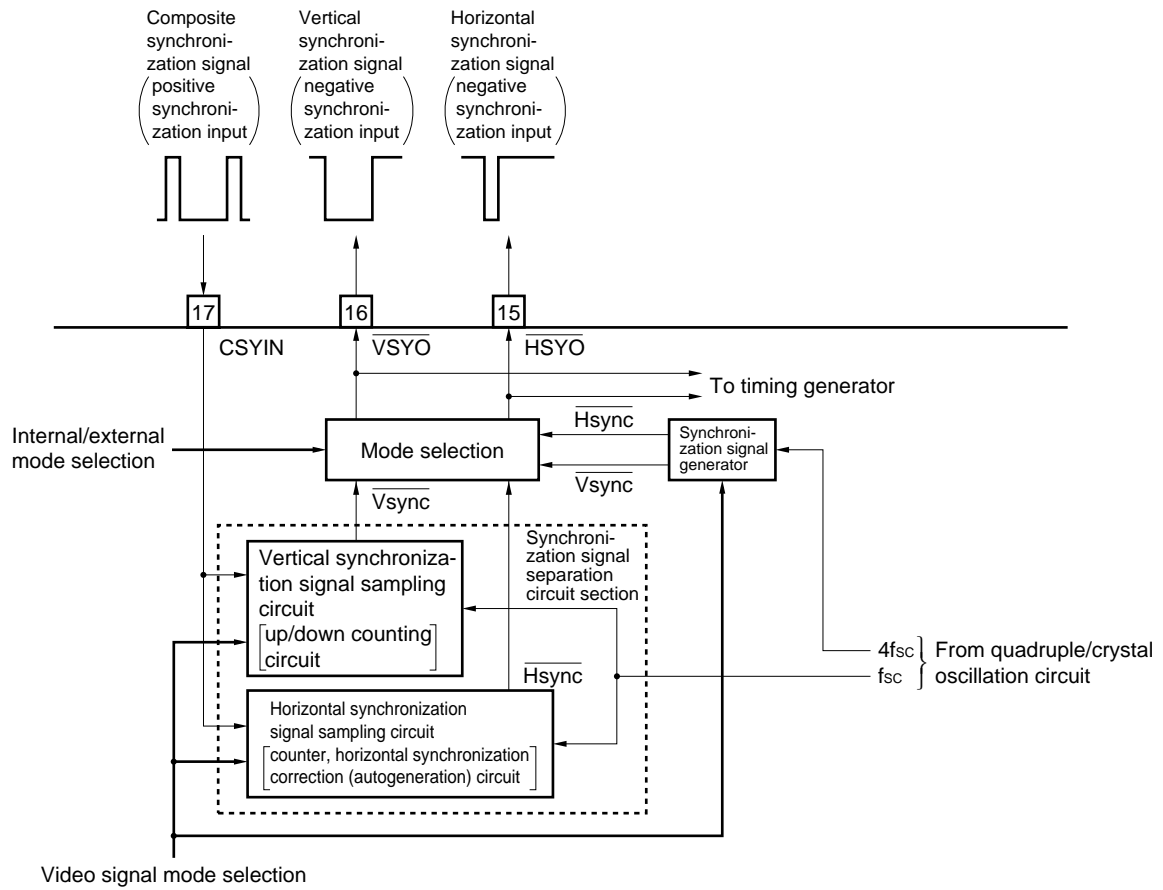 Composite
synchroni-
zation signal
positive
synchroni-
zation input
Vertical
synchroni-
zation signal
negative
synchroni-
zation input
Horizontal
synchroni-
zation signal
negative
synchroni-
zation input
17
16
15
CSYIN
VSYO
HSYO
To timing generator
Internal/external
mode selection
Mode selection
Hsync
Vsync
Synchroni-
zation signal
generator
Vsync
Synchroni-
zation signal
separation
circuit section
Vertical synchroniza-
tion signal sampling
circuit
[up/down counting
circuit]
Hsync
4fSC
fSC
From quadruple/crystal
oscillation circuit
Horizontal synchronization
signal sampling circuit
[counter, horizontal synchronization
correction (autogeneration) circuit]
Video signal mode selection